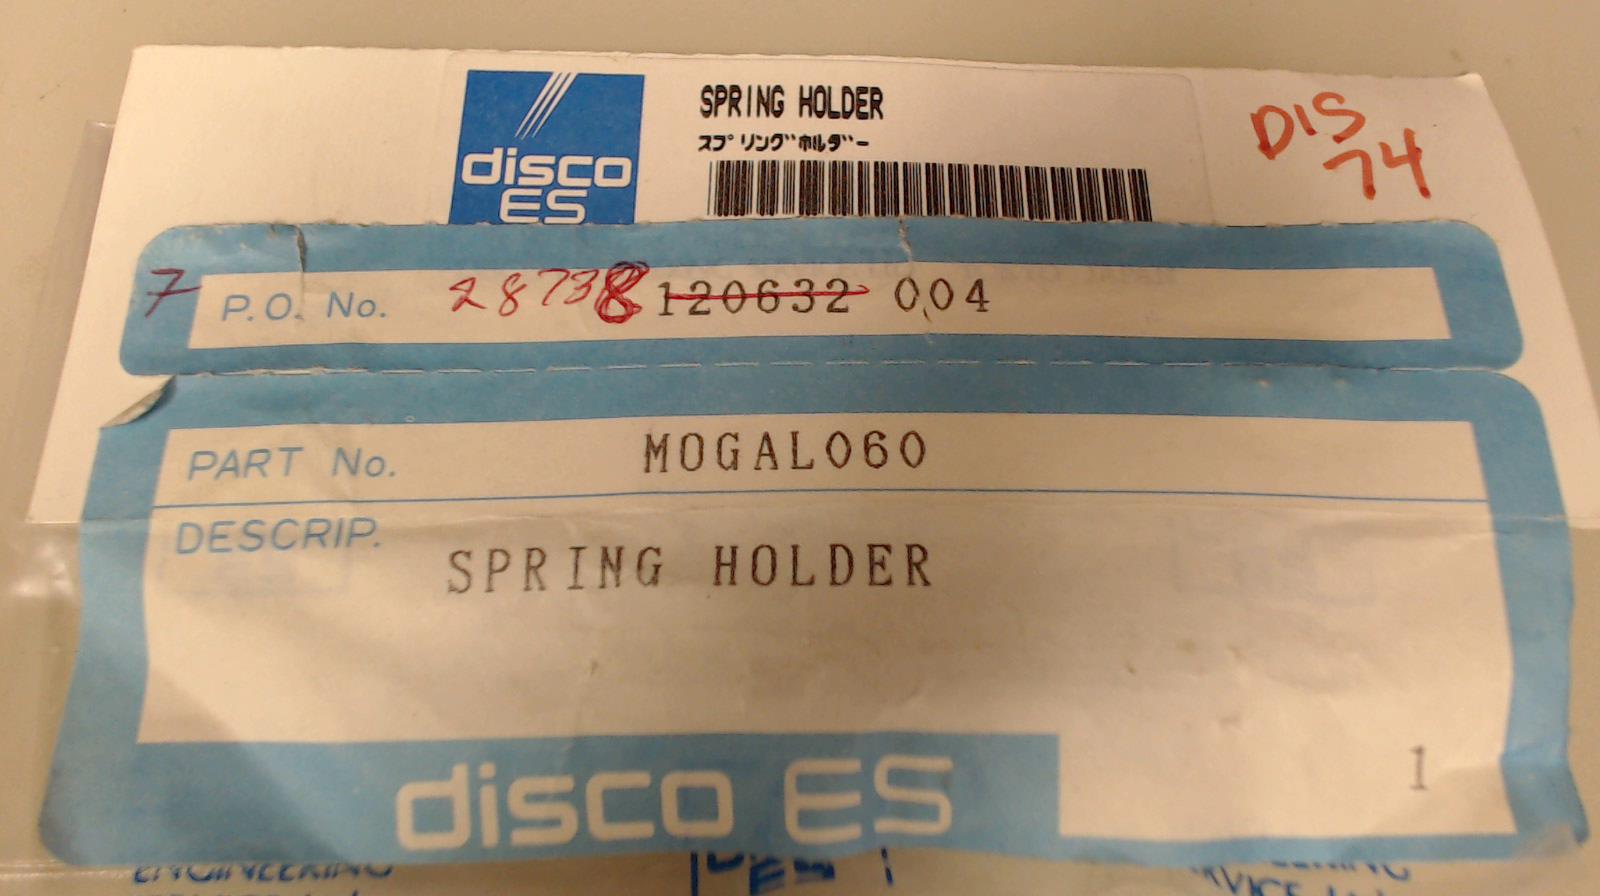 disco
ES
SPRING HOLDER
スプリングホルダー
DIS
74
7
P.O. No. 28738 120632 004
PART No. MOGAL060
DESCRIP.
SPRING HOLDER
disco ES
1
ENGINEERING